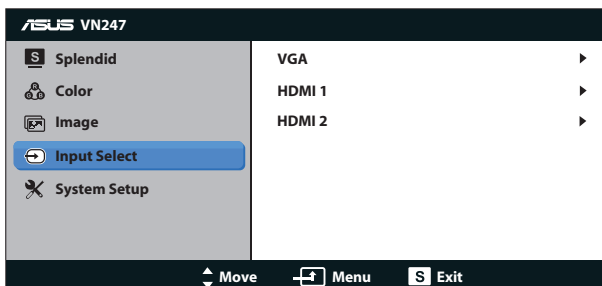 ASUS VN247
S Splendid
Color
Image
Input Select
System Setup
VGA
HDMI 1
HDMI 2
Move Menu S Exit